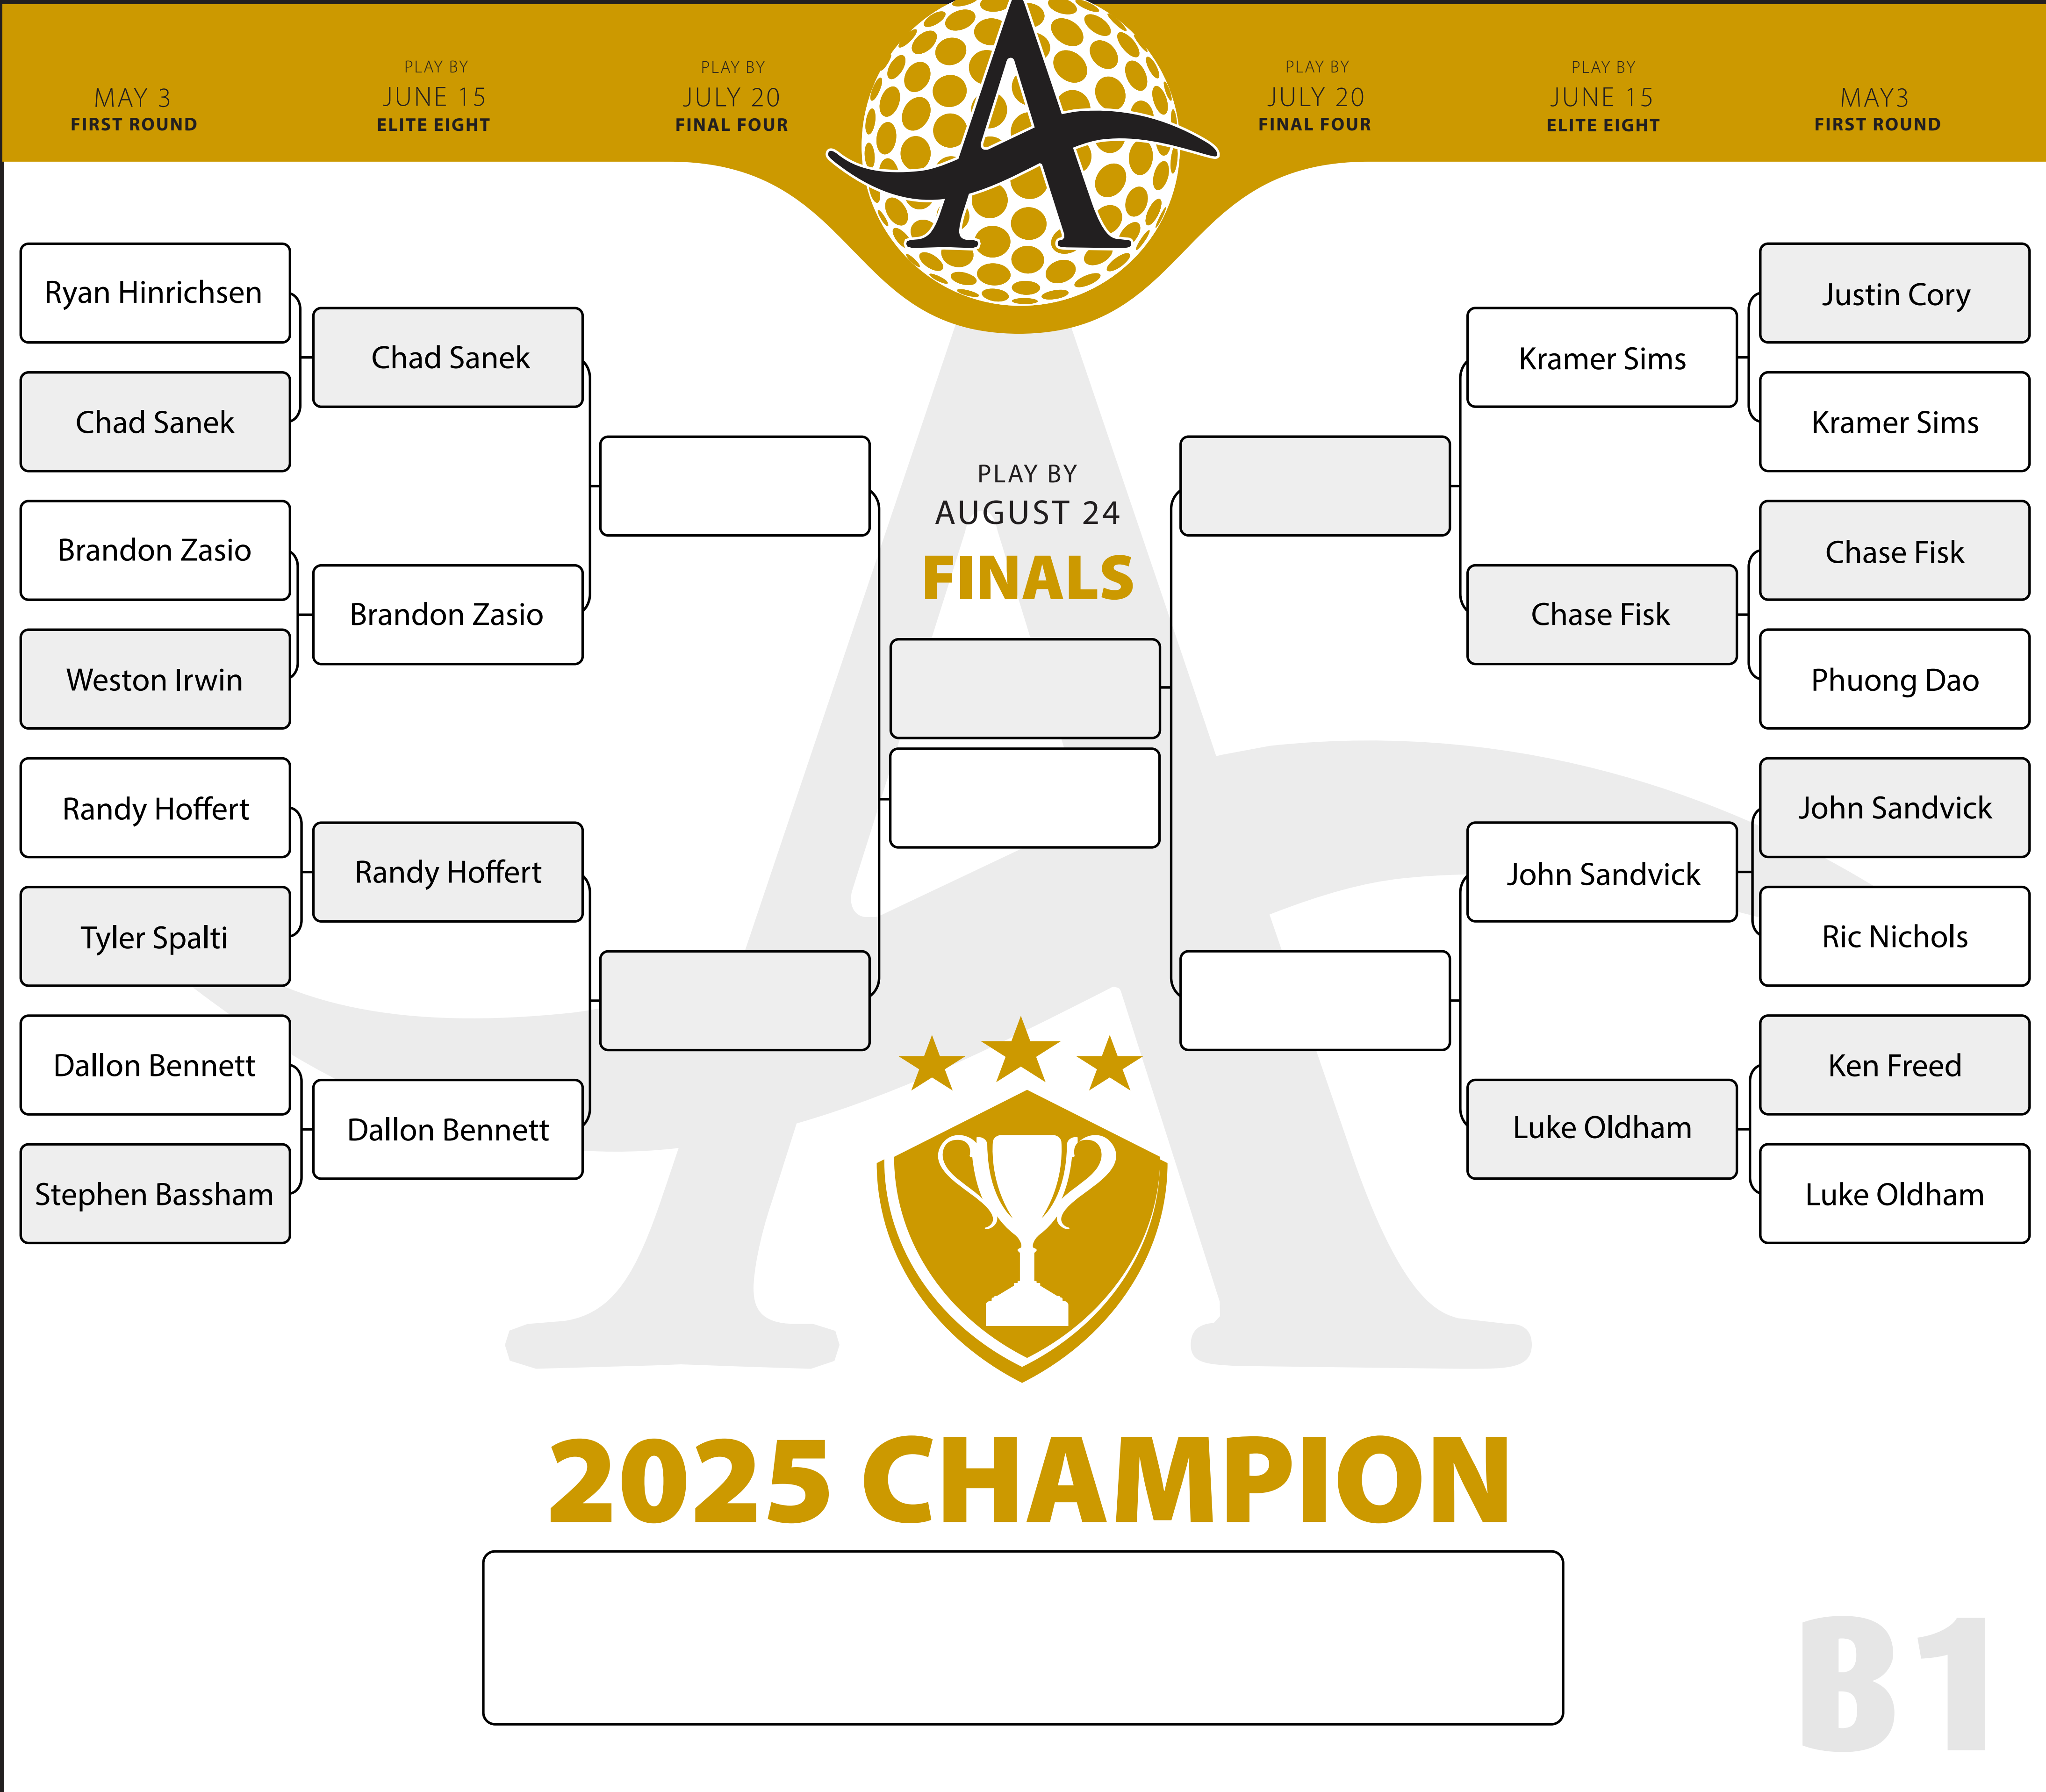 MAY 3
FIRST ROUND
PLAY BY
JUNE 15
ELITE EIGHT
PLAY BY
JULY 20
FINAL FOUR
A
PLAY BY
JULY 20
FINAL FOUR
PLAY BY
JUNE 15
ELITE EIGHT
MAY3
FIRST ROUND
Ryan Hinrichsen
Chad Sanek
Brandon Zasio
Weston Irwin
Randy Hoffert
Tyler Spalti
Dallon Bennett
Stephen Bassham
Chad Sanek
Brandon Zasio
Randy Hoffert
Dallon Bennett
PLAY BY
AUGUST 24
FINALS
Kramer Sims
Chase Fisk
John Sandvick
Luke Oldham
Justin Cory
Kramer Sims
Chase Fisk
Phuong Dao
John Sandvick
Ric Nichols
Ken Freed
Luke Oldham
2025 CHAMPION
B1